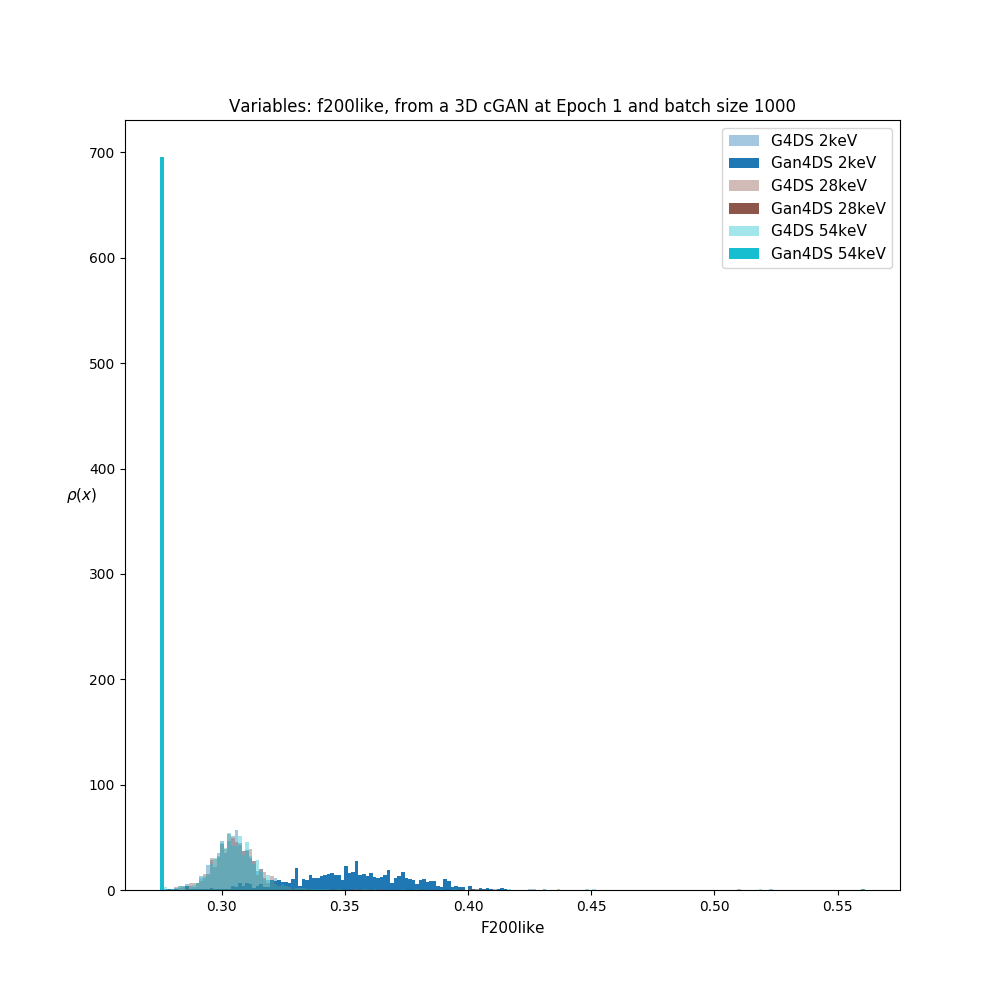 Variables: f200like, from a 3D cGAN at Epoch 1 and batch size 1000
G4DS 2keV
Gan4DS 2keV
G4DS 28keV
Gan4DS 28keV
G4DS 54keV
Gan4DS 54keV
700
600
500
400
ρ(x)
300
200
100
0
0.30 0.35 0.40 0.45 0.50 0.55
F200like